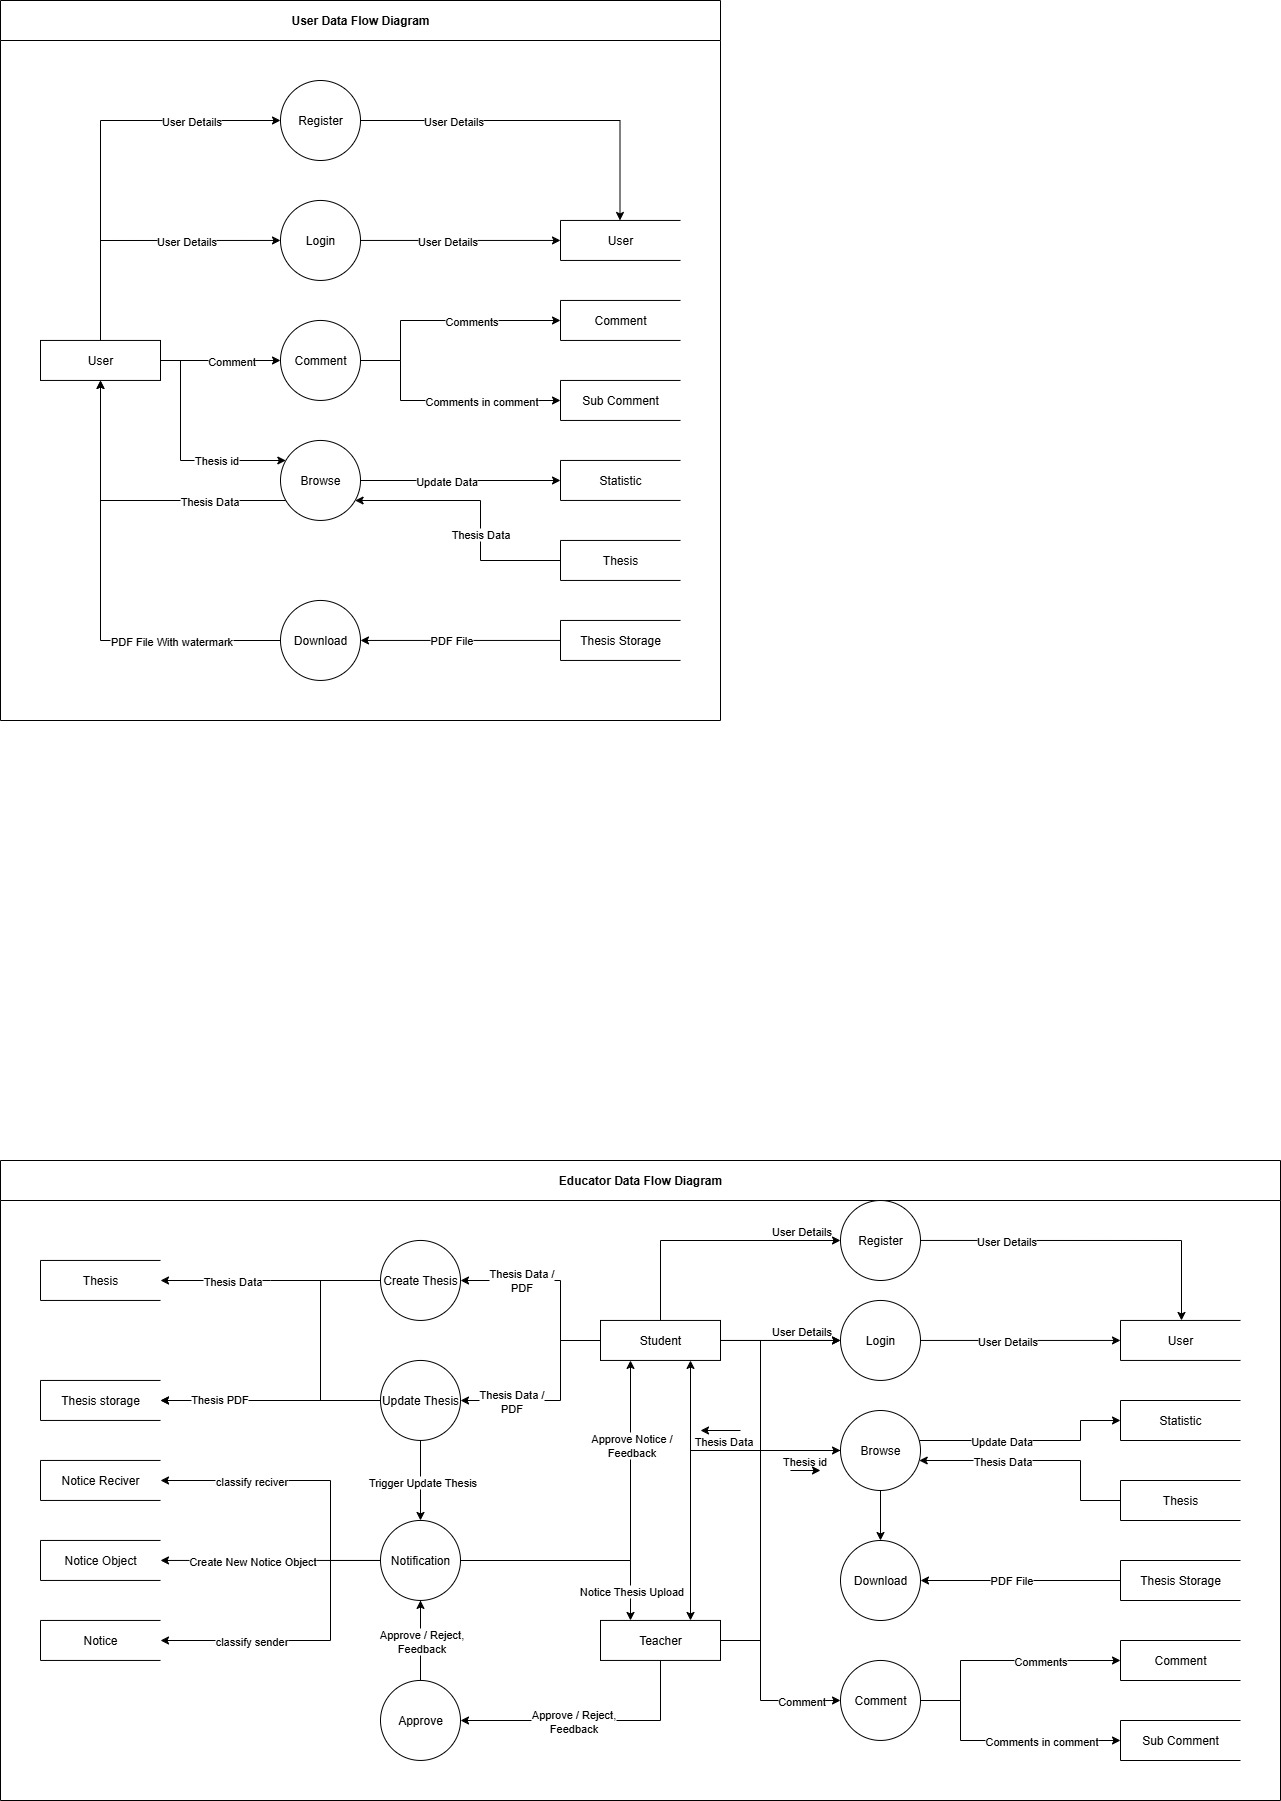 User Data Flow Diagram
User Details
Register
User Details
User Details
Login
User Details
User
Comments
Comment
User
Comment
Comment
Comments in comment
Sub Comment
Thesis id
Browse
Update Data
Statistic
Thesis Data
Thesis Data
Thesis
PDF File With watermark
Download
PDF File
Thesis Storage
Educator Data Flow Diagram
User Details
Register
User Details
Thesis
Thesis Data
Create Thesis
Thesis Data /
PDF
Student
User Details
Login
User Details
User
Thesis storage
Thesis PDF
Update Thesis
Thesis Data /
PDF
Statistic
Approve Notice /
Feedback
Thesis Data
Browse
Update Data
Thesis id
Thesis Data
Notice Reciver
classify reciver
Trigger Update Thesis
Thesis
Notice Object
Create New Notice Object
Notification
Notice Thesis Upload
Download
PDF File
Thesis Storage
Notice
classify sender
Approve / Reject,
Feedback
Teacher
Comments
Comment
Approve
Approve / Reject,
Feedback
Comment
Comment
Comments in comment
Sub Comment